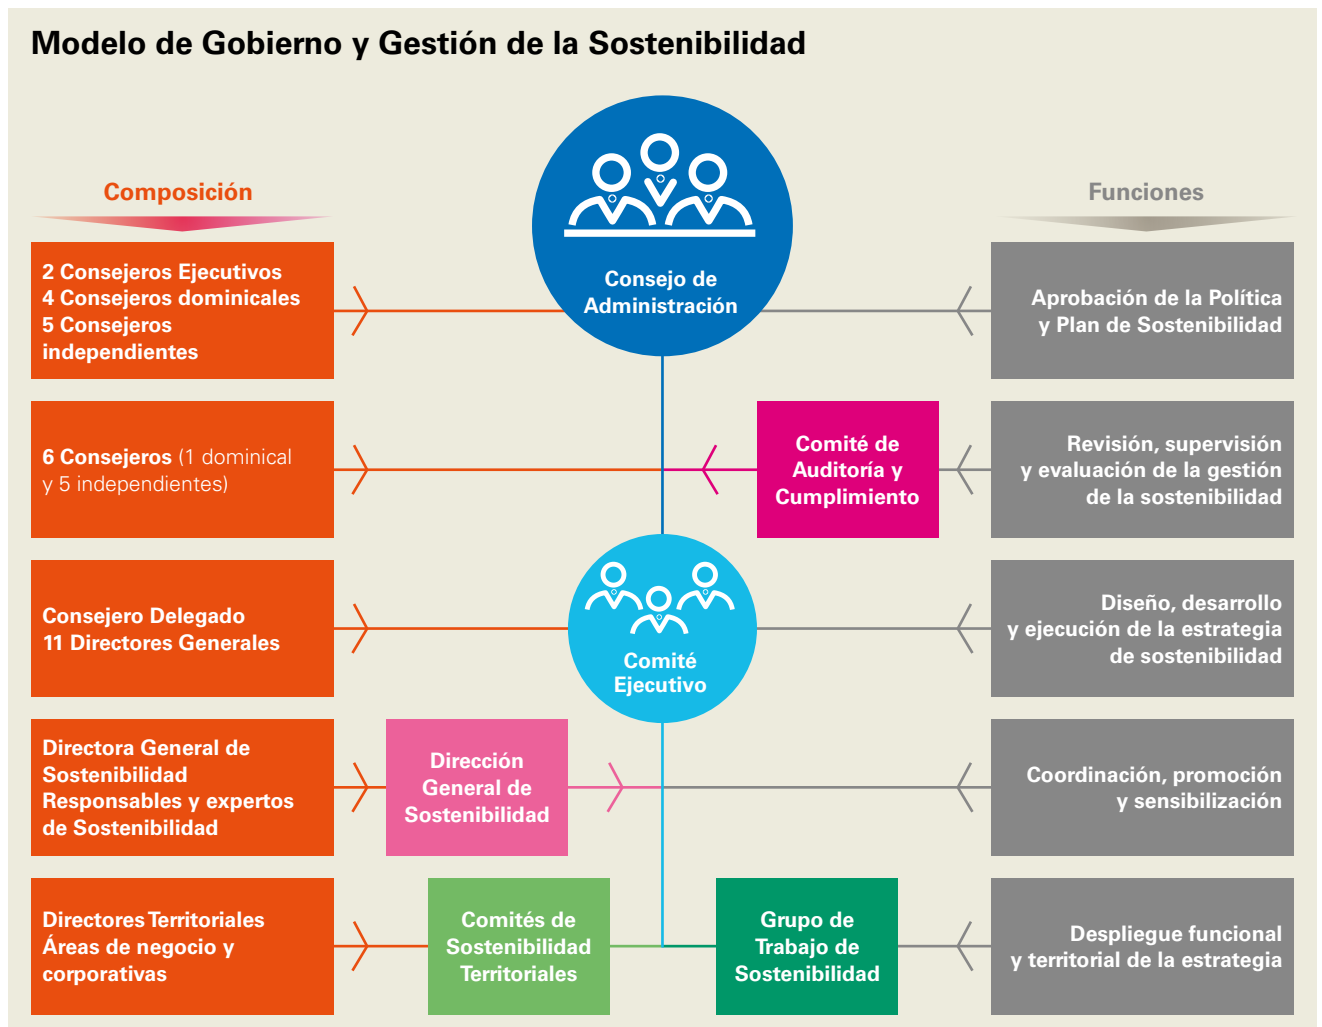 Modelo de Gobierno y Gestión de la Sostenibilidad
Composición
Funciones
2 Consejeros Ejecutivos
4 Consejeros dominicales
5 Consejeros
independientes
Consejo de
Administración
Aprobación de la Política
y Plan de Sostenibilidad
6 Consejeros (1 dominical
y 5 independientes)
Comité de
Auditoría y
Cumplimiento
Revisión, supervisión
y evaluación de la gestión
de la sostenibilidad
Consejero Delegado
11 Directores Generales
Comité
Ejecutivo
Diseño, desarrollo
y ejecución de la estrategia
de sostenibilidad
Directora General de
Sostenibilidad
Responsables y expertos
de Sostenibilidad
Dirección
General de
Sostenibilidad
Coordinación, promoción
y sensibilización
Directores Territoriales
Áreas de negocio y
corporativas
Comités de
Sostenibilidad
Territoriales
Grupo de
Trabajo de
Sostenibilidad
Despliegue funcional
y territorial de la estrategia